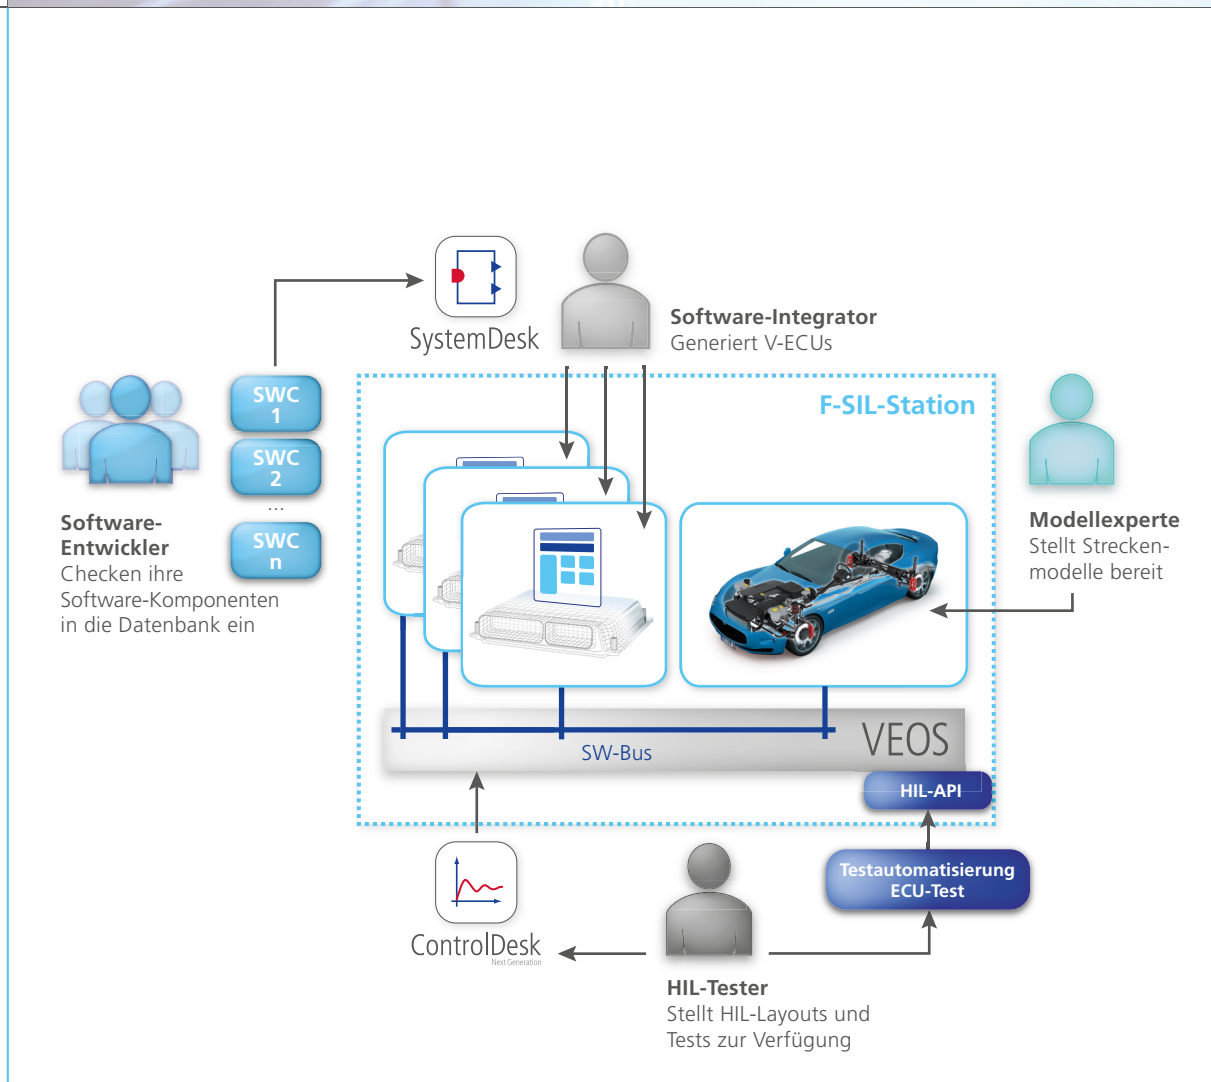 SystemDesk
Software-Integrator
Generiert V-ECUs
SWC
1
SWC
2
...
SWC
n
Software-
Entwickler
Checken ihre
Software-Komponenten
in die Datenbank ein
F-SIL-Station
Modellexperte
Stellt Strecken-
modelle bereit
VEOS
SW-Bus
HIL-API
Testautomatisierung
ECU-Test
ControlDesk
Next Generation
HIL-Tester
Stellt HIL-Layouts und
Tests zur Verfügung